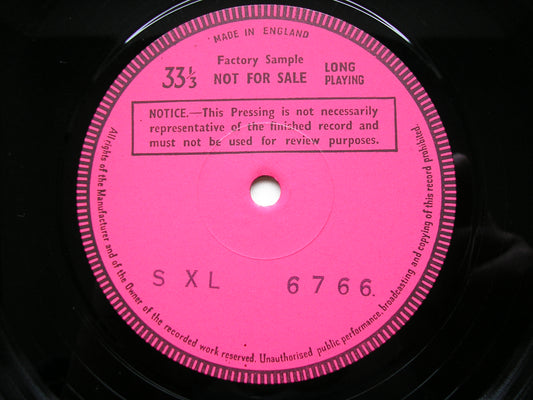 MADE IN ENGLAND
Factory Sample
33⅓ NOT FOR SALE LONG PLAYING
NOTICE.—This Pressing is not necessarily
representative of the finished record and
must not be used for review purposes.
S XL 6766.
All rights of the Manufacturer and of the Owner of the recorded work reserved. Unauthorised public performance, broadcasting and copying of this record prohibited.